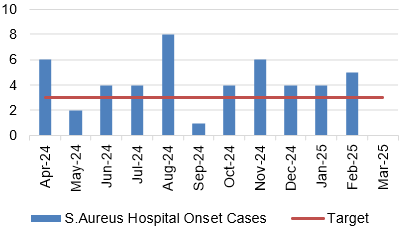 10
8
6
4
2
0
Apr-24
May-24
Jun-24
Jul-24
Aug-24
Sep-24
Oct-24
Nov-24
Dec-24
Jan-25
Feb-25
Mar-25
S.Aureus Hospital Onset Cases
Target